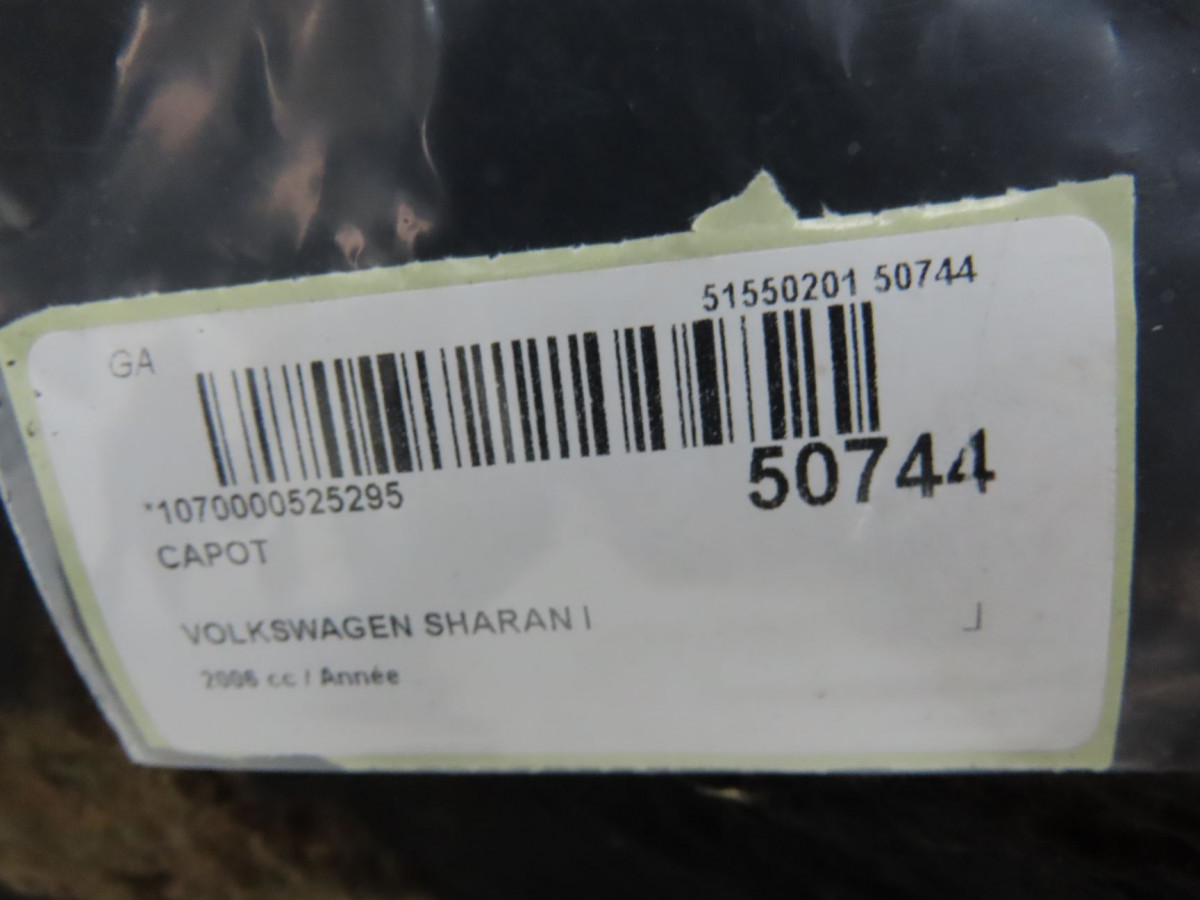 51550201 50744
GA
50744
*1070000525295
CAPOT
VOLKSWAGEN SHARAN I
2006 cc / Année